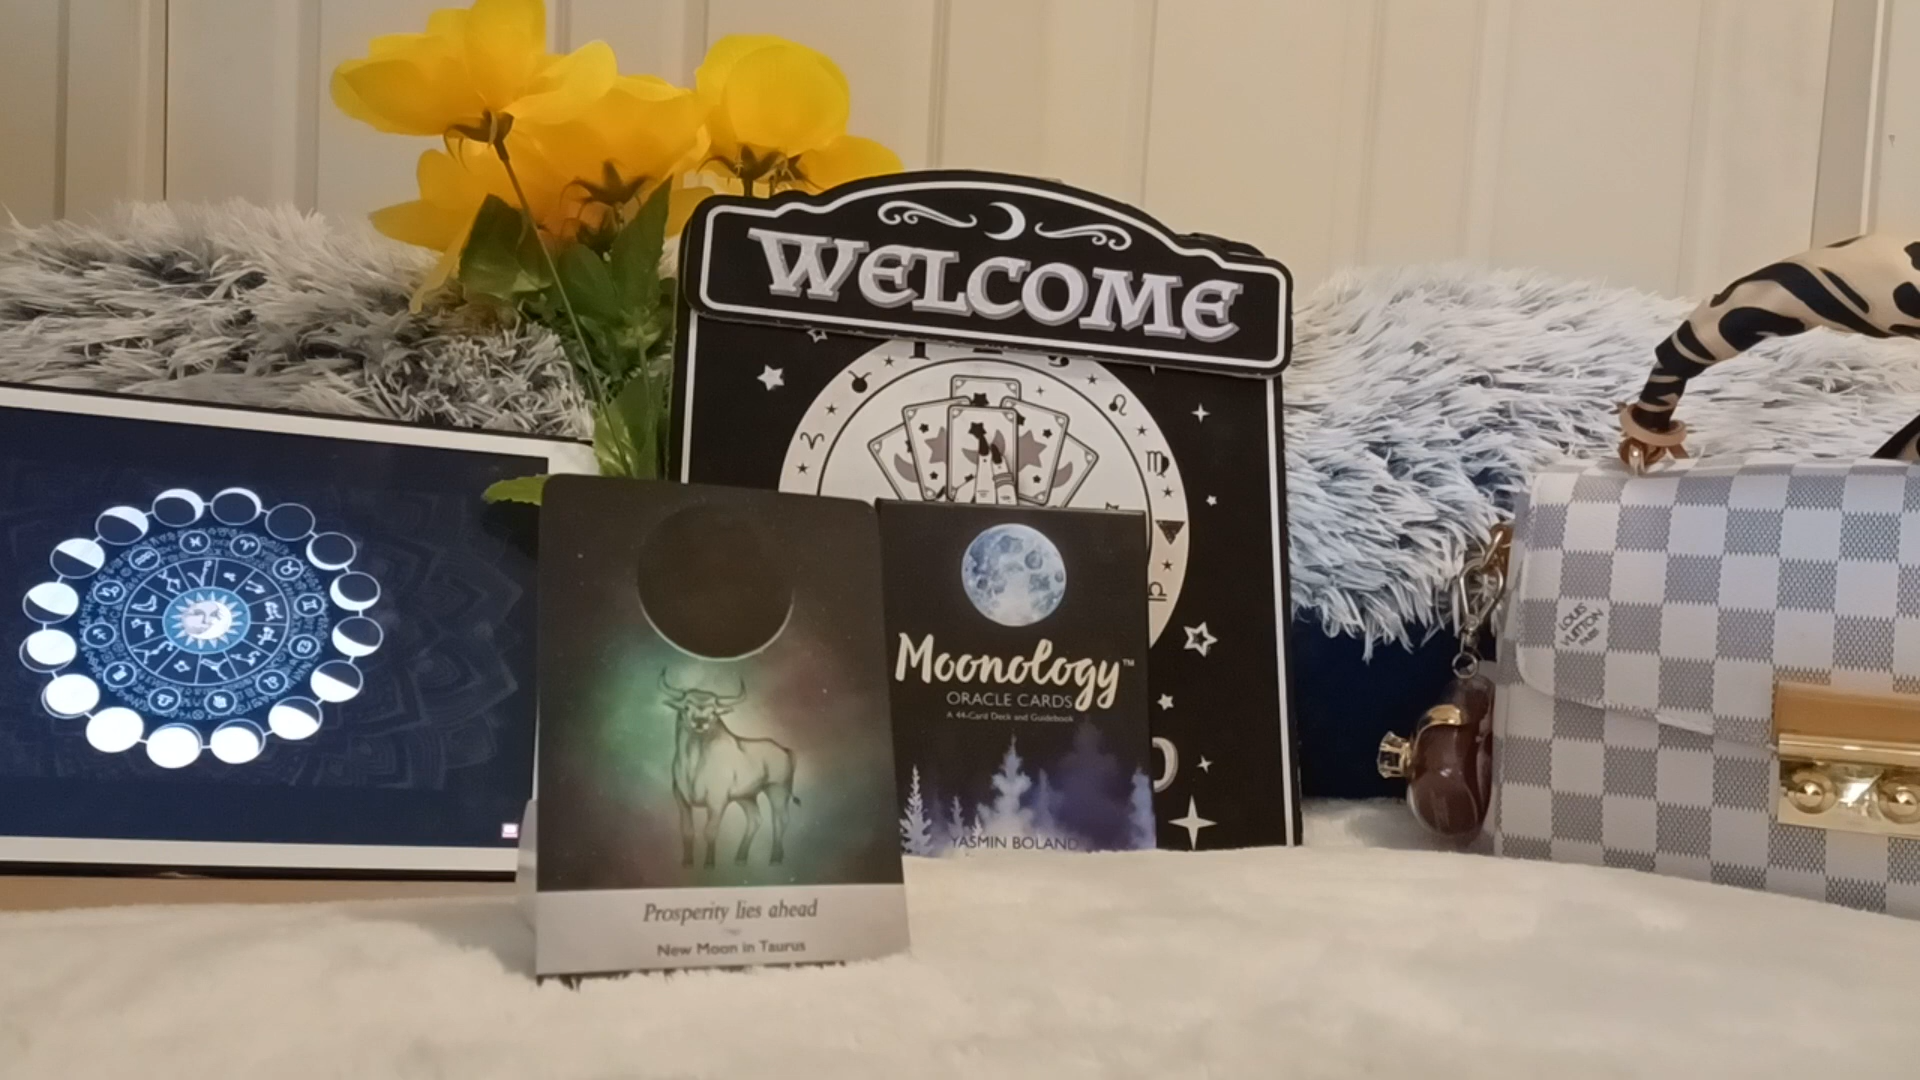 WELCOME
Moonology™
ORACLE CARDS
A 44-Card Deck and Guidebook
YASMIN BOLAND
Prosperity lies ahead
New Moon in Taurus
LOUIS
VUITTON
PARIS